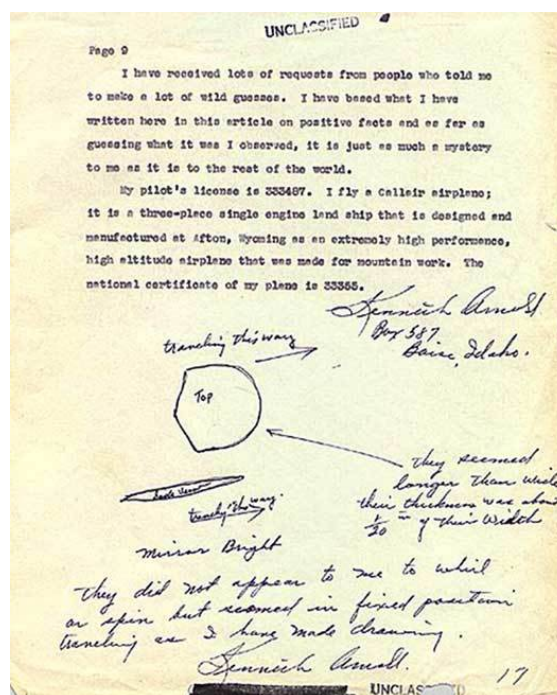 UNCLASSIFIED
Page 9
I have received lots of requests from people who told me
to make a lot of wild guesses. I have based what I have
written here in this article on positive facts and as far as
guessing what it was I observed, it is just as much a mystery
to me as it is to the rest of the world.
My pilot's license is 333487. I fly a Callair airplane;
it is a three-place single engine land ship that is designed and
manufactured at Afton, Wyoming as an extremely high performance,
high altitude airplane that was made for mountain work. The
national certificate of my plane is 33355.
Kenneth Arnold
Box 587
Boise, Idaho.
traveling this way
Top
they seemed
longer than wide
their thickness was about
1/20 of their width
side view
traveling this way.
Mirror Bright
they did not appear to me to whirl
or spin but seemed in fixed position
traveling as I have made drawing.
Kenneth Arnold.
17
UNCLASSIFIED